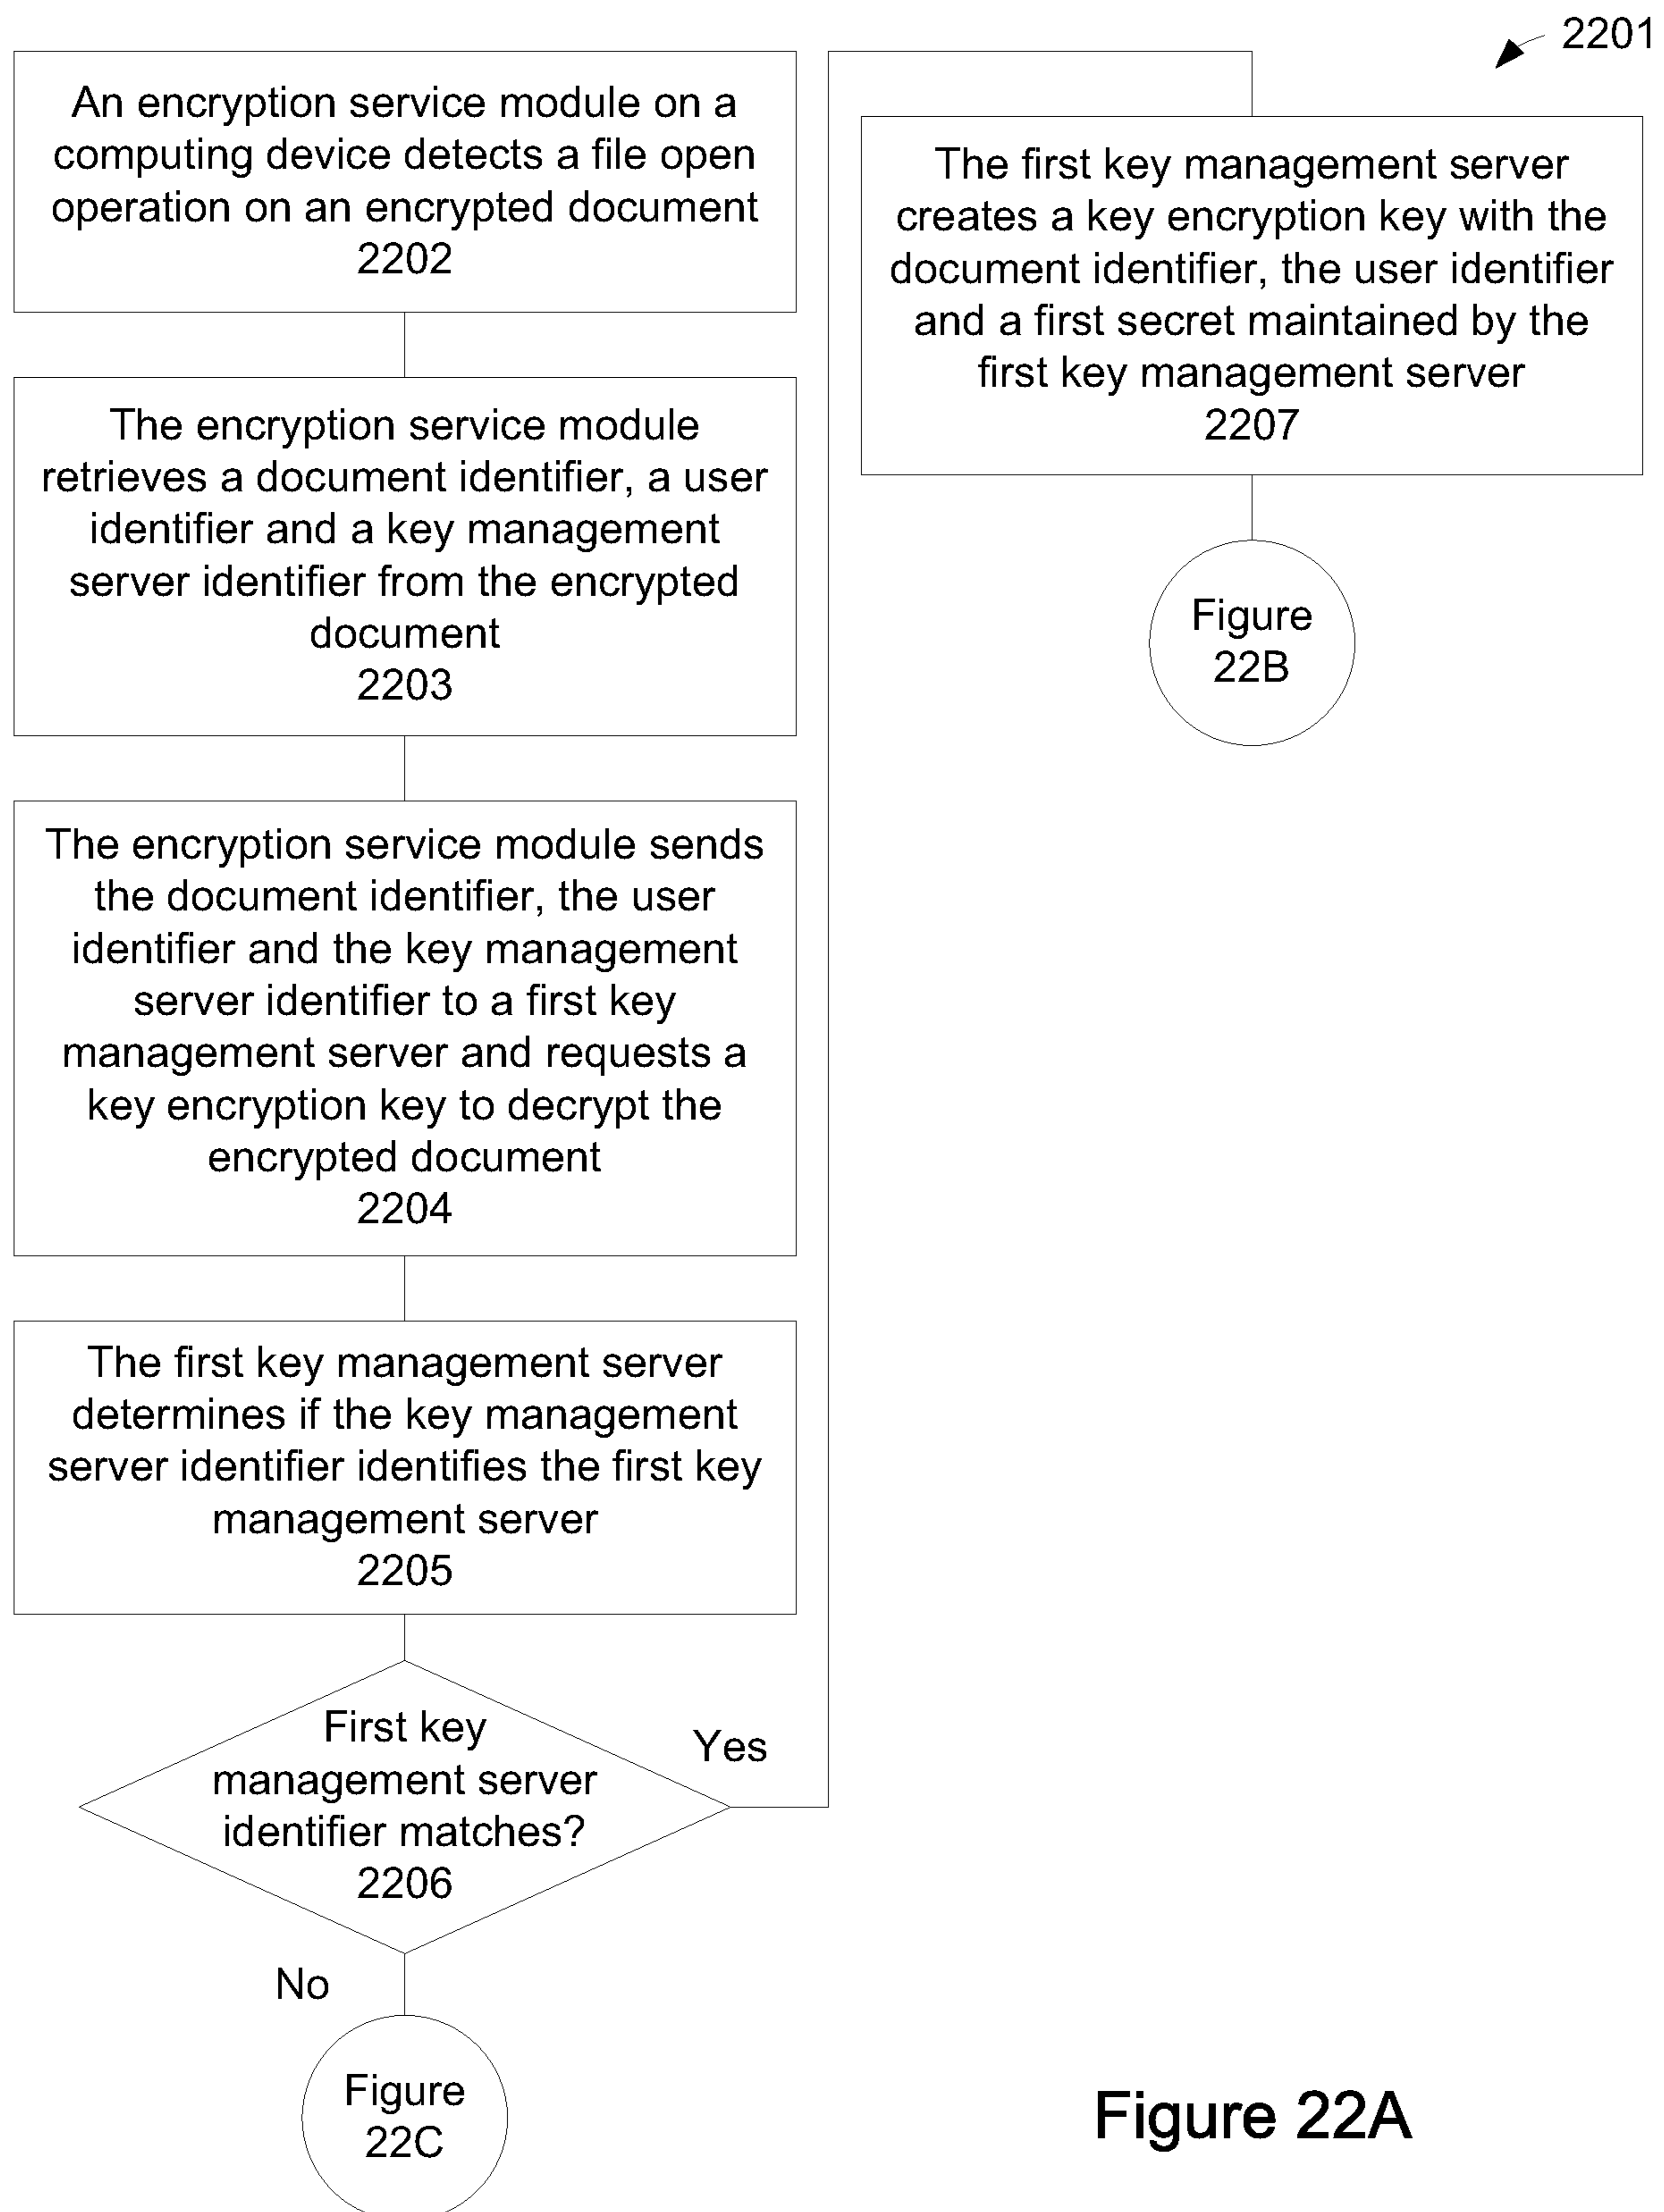 2201
An encryption service module on a
computing device detects a file open
operation on an encrypted document
2202
The encryption service module
retrieves a document identifier, a user
identifier and a key management
server identifier from the encrypted
document
2203
The encryption service module sends
the document identifier, the user
identifier and the key management
server identifier to a first key
management server and requests a
key encryption key to decrypt the
encrypted document
2204
The first key management server
determines if the key management
server identifier identifies the first key
management server
2205
First key
management server
identifier matches?
2206
Yes
No
Figure
22C
The first key management server
creates a key encryption key with the
document identifier, the user identifier
and a first secret maintained by the
first key management server
2207
Figure
22B
Figure 22A